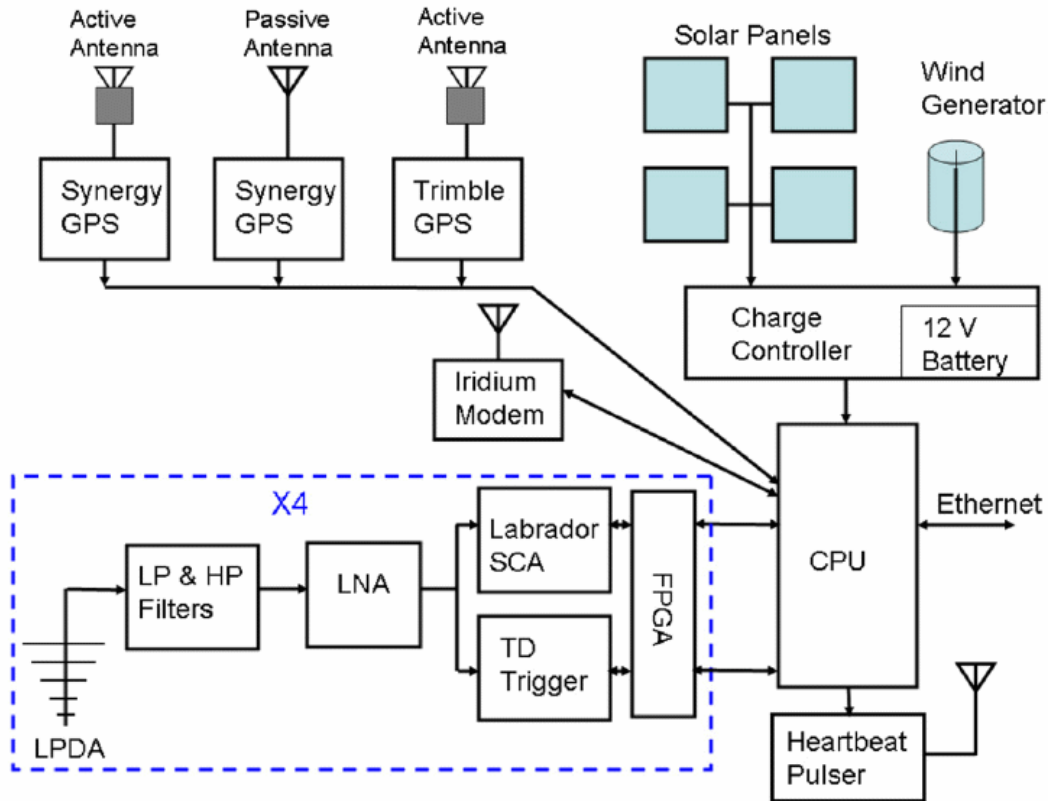 Active
Antenna
Passive
Antenna
Active
Antenna
Solar Panels
Wind
Generator
Synergy
GPS
Synergy
GPS
Trimble
GPS
Charge
Controller
12 V
Battery
Iridium
Modem
X4
LP & HP
Filters
LNA
Labrador
SCA
TD
Trigger
FPGA
CPU
Ethernet
LPDA
Heartbeat
Pulser